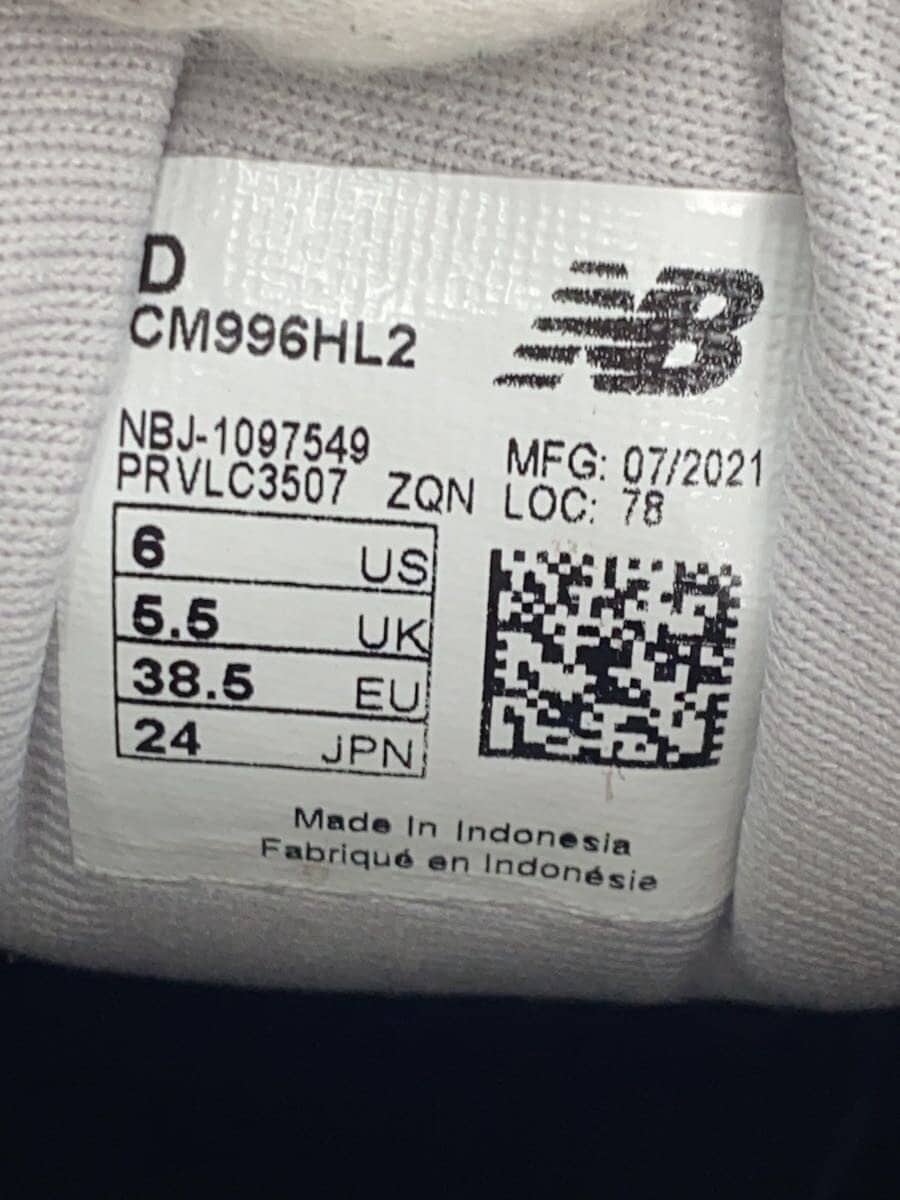 D
CM996HL2
NB
NBJ-1097549
PRVLC3507 ZQN
MFG: 07/2021
LOC: 78
6 US
5.5 UK
38.5 EU
24 JPN
Made In Indonesia
Fabriqué en Indonésie